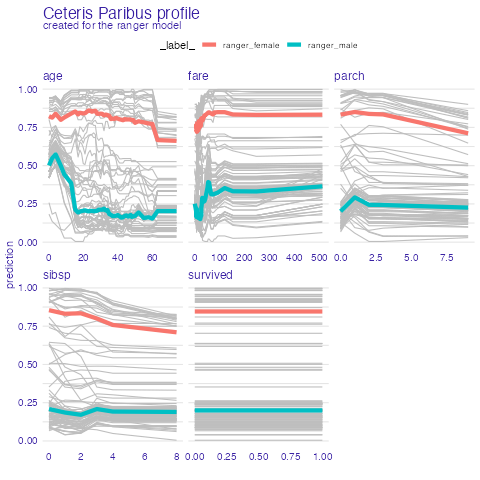 Ceteris Paribus profile
created for the ranger model
_label_ ranger_female ranger_male
age fare parch
1.00
0.75
0.50
0.25
0.00
0 20 40 60 0 100 200 300 400 500 0.0 2.5 5.0 7.5
prediction
sibsp survived
1.00
0.75
0.50
0.25
0.00
0 2 4 6 8 0.00 0.25 0.50 0.75 1.00